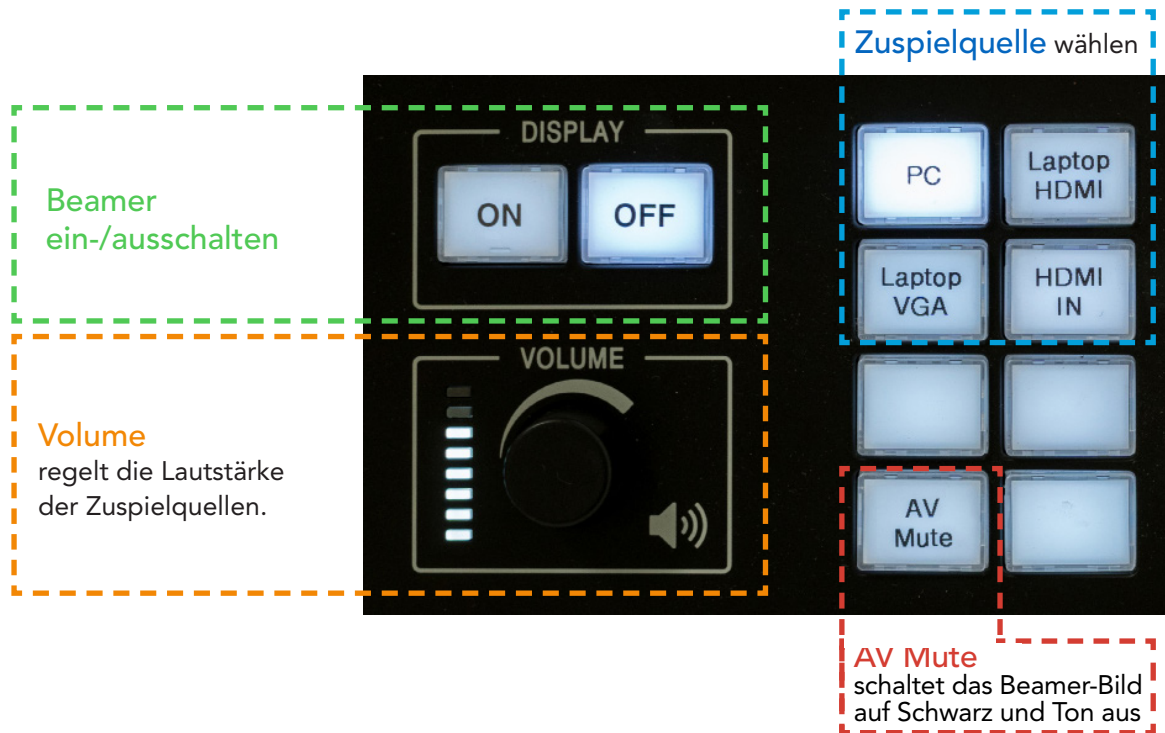 Zuspielquelle wählen
DISPLAY
ON OFF
Beamer
ein-/ausschalten
PC
Laptop
HDMI
Laptop
VGA
HDMI
IN
VOLUME
Volume
regelt die Lautstärke
der Zuspielquellen.
AV
Mute
AV Mute
schaltet das Beamer-Bild
auf Schwarz und Ton aus